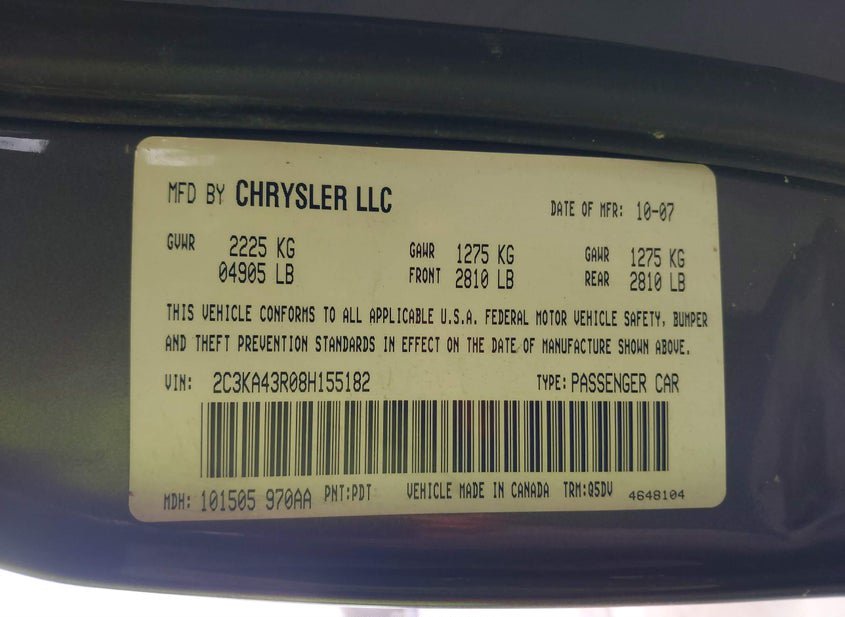 MFD BY CHRYSLER LLC DATE OF MFR: 10-07
GVWR 2225 KG GAWR 1275 KG GAWR 1275 KG
04905 LB FRONT 2810 LB REAR 2810 LB
THIS VEHICLE CONFORMS TO ALL APPLICABLE U.S.A. FEDERAL MOTOR VEHICLE SAFETY, BUMPER
AND THEFT PREVENTION STANDARDS IN EFFECT ON THE DATE OF MANUFACTURE SHOWN ABOVE.
VIN: 2C3KA43R08H155182 TYPE: PASSENGER CAR
MDH: 101505 970AA PNT:PDT VEHICLE MADE IN CANADA TRM:Q5DV 4648104